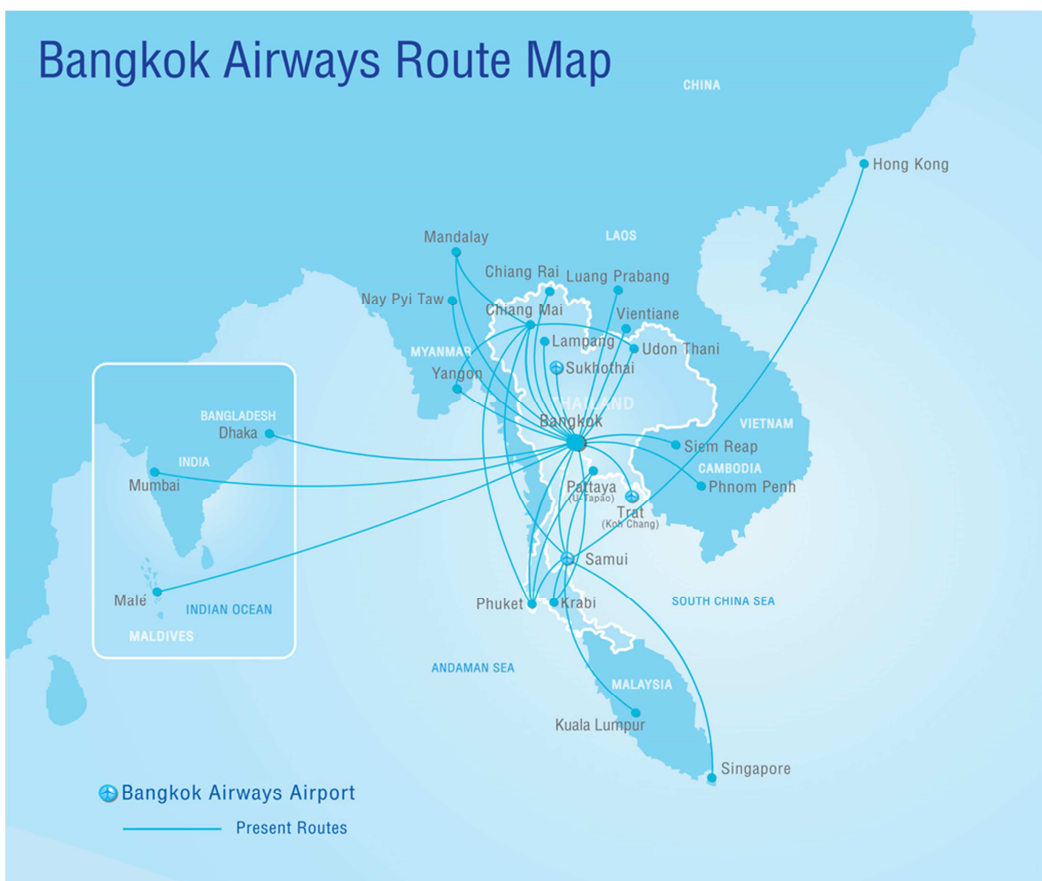 Bangkok Airways Route Map
CHINA
Hong Kong
LAOS
Mandalay
Chiang Rai
Luang Prabang
Nay Pyi Taw
Chiang Mai
Vientiane
Lampang
Udon Thani
MYANMAR
Sukhothai
Yangon
THAILAND
BANGLADESH
Dhaka
Bangkok
VIETNAM
Siem Reap
INDIA
CAMBODIA
Mumbai
Pattaya
(U-Tapao)
Phnom Penh
Trat
(Koh Chang)
Samui
Malé
INDIAN OCEAN
Phuket
Krabi
SOUTH CHINA SEA
MALDIVES
ANDAMAN SEA
MALAYSIA
Kuala Lumpur
Singapore
Bangkok Airways Airport
Present Routes